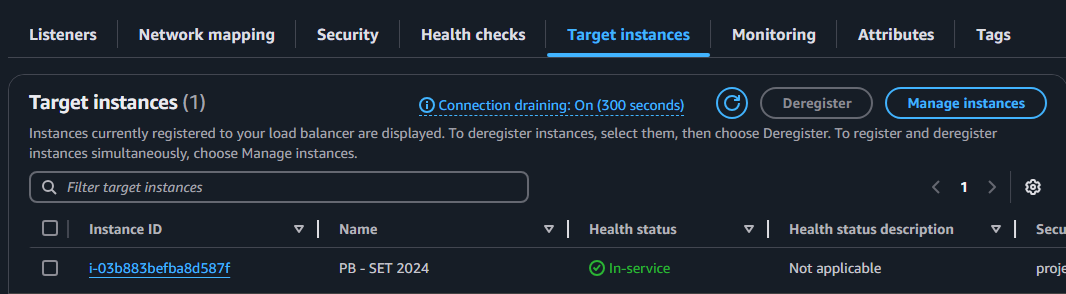 Listeners Network mapping Security Health checks Target instances Monitoring Attributes Tags
Target instances (1) Connection draining: On (300 seconds) Deregister Manage instances
Instances currently registered to your load balancer are displayed. To deregister instances, select them, then choose Deregister. To register and deregister
instances simultaneously, choose Manage instances.
Filter target instances 1
Instance ID Name Health status Health status description Secu
i-03b883befba8d587f PB - SET 2024 In-service Not applicable proje